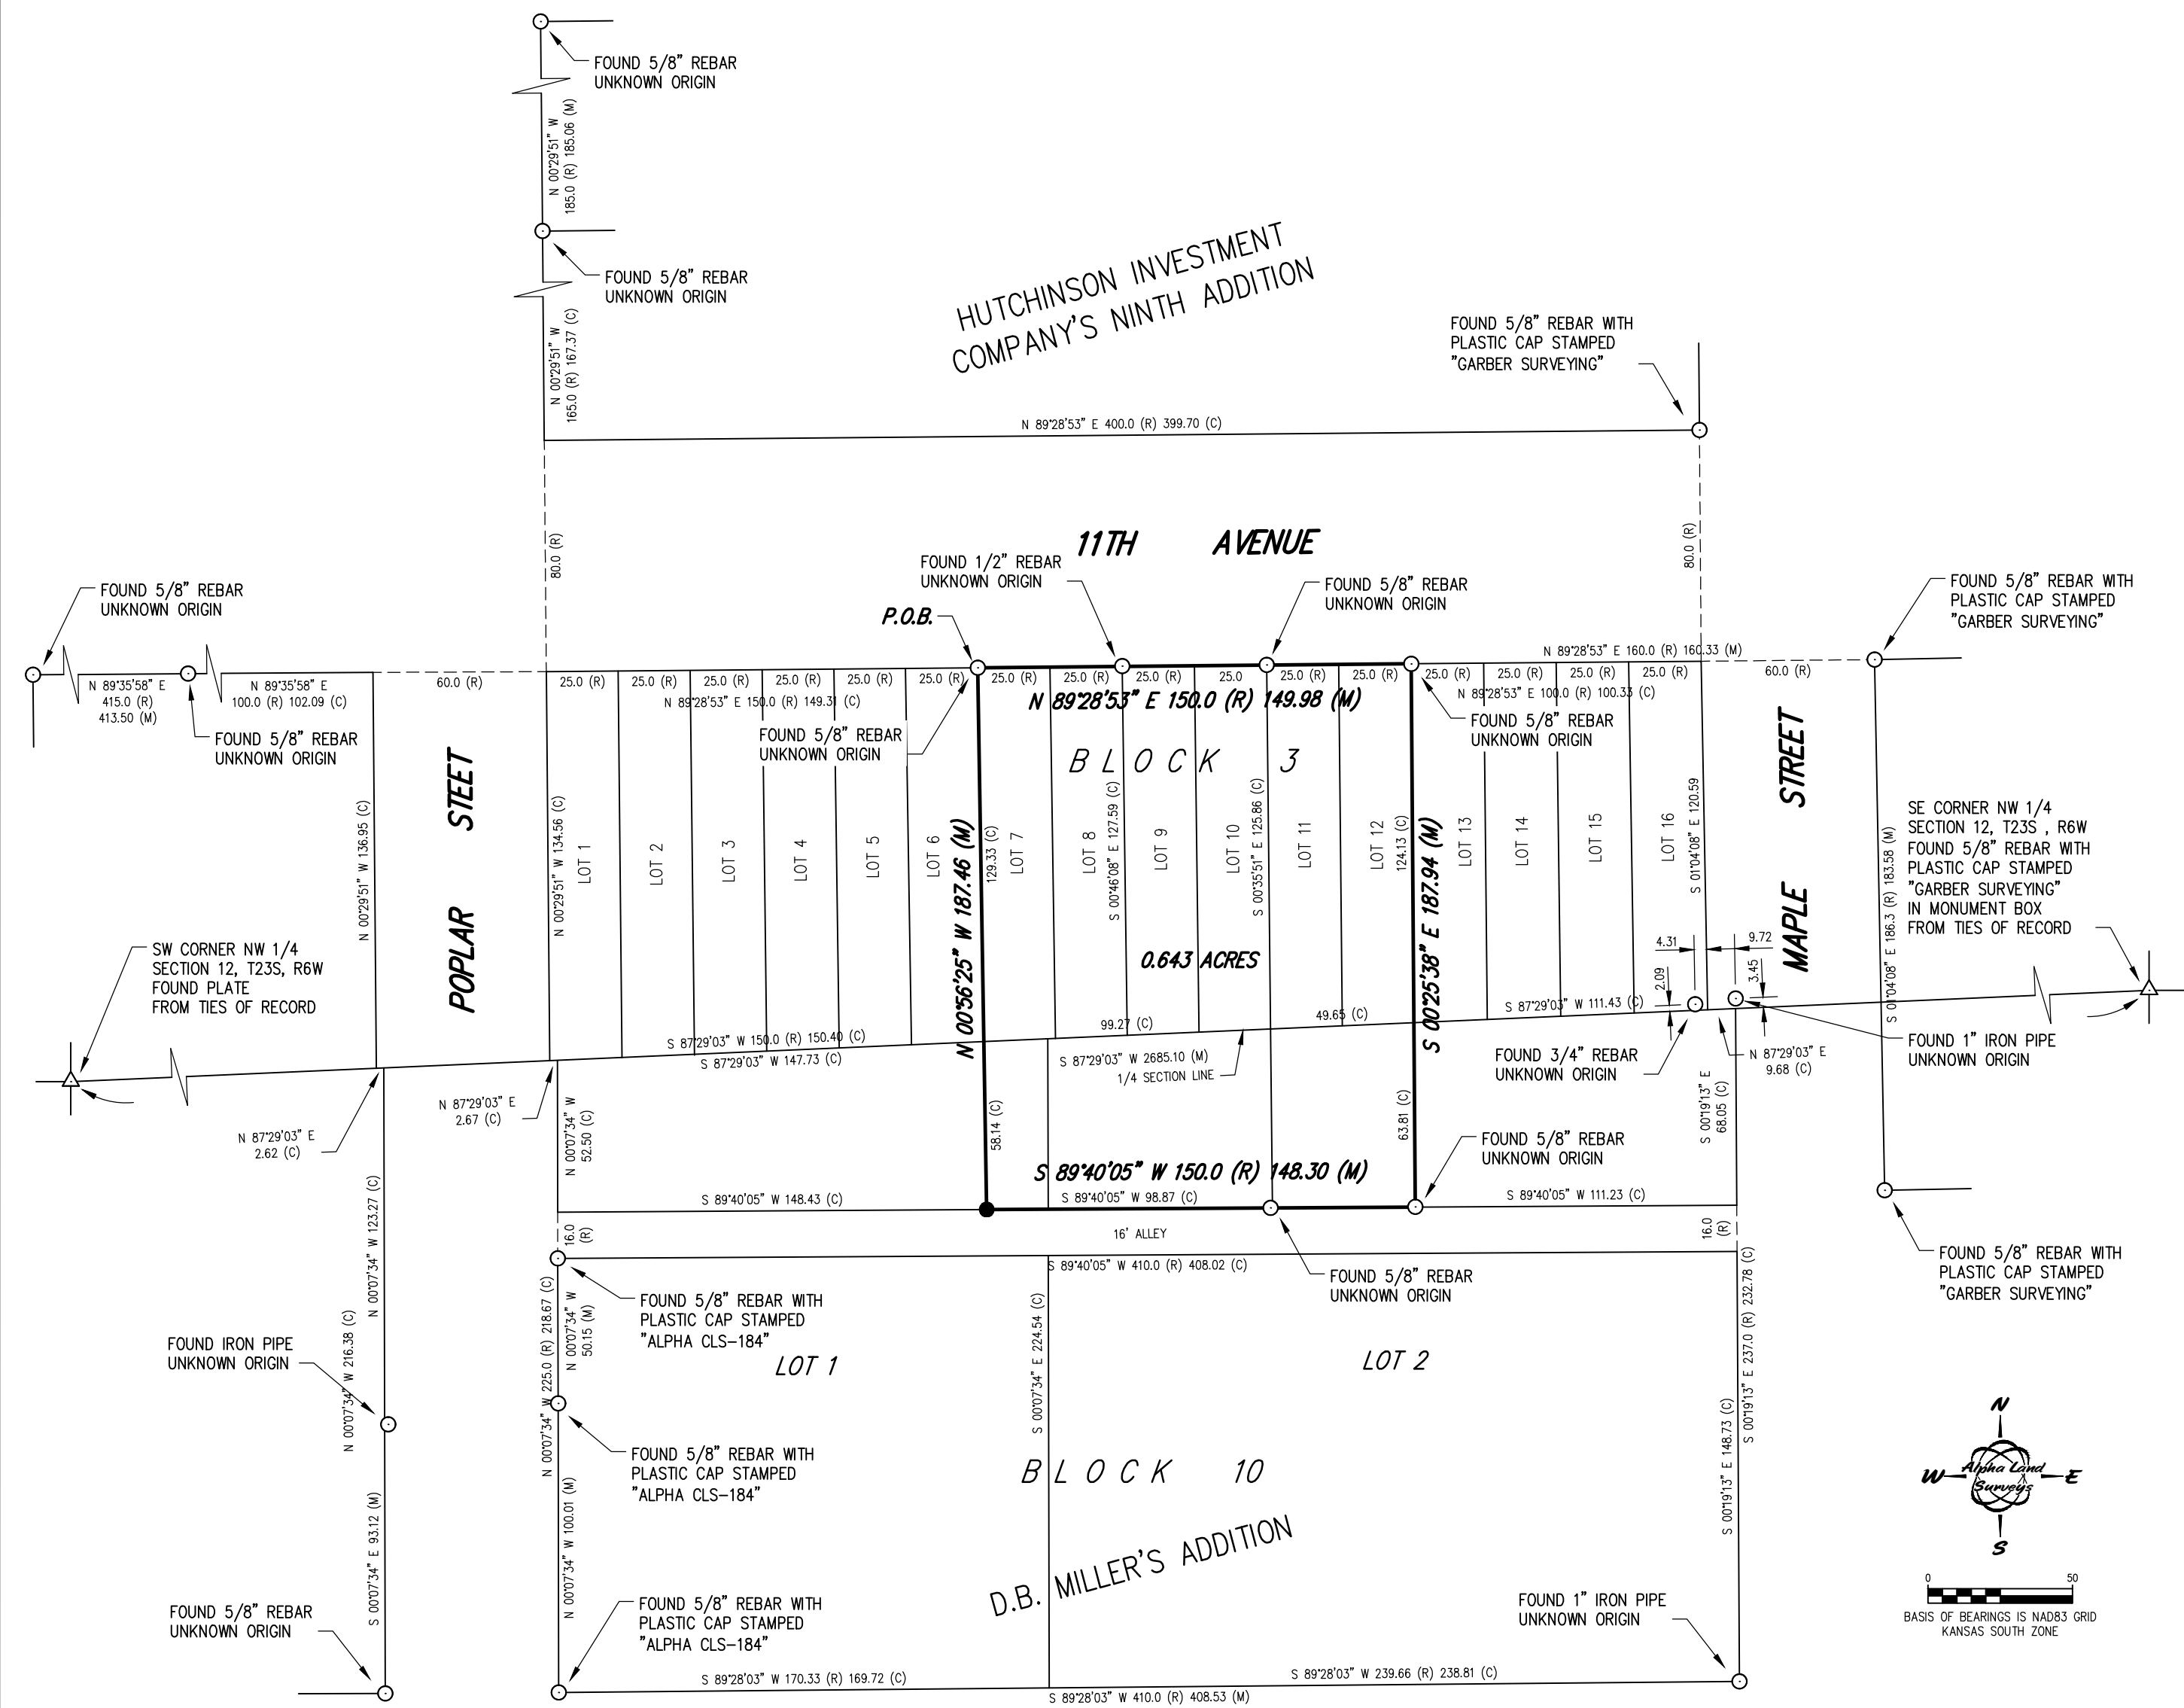 FOUND 5/8" REBAR
UNKNOWN ORIGIN
N 00°29'51" W
185.0 (R) 185.06 (M)
FOUND 5/8" REBAR
UNKNOWN ORIGIN
HUTCHINSON INVESTMENT
COMPANY'S NINTH ADDITION
N 00°29'51" W
165.0 (R) 167.37 (C)
FOUND 5/8" REBAR WITH
PLASTIC CAP STAMPED
"GARBER SURVEYING"
N 89°28'53" E 400.0 (R) 399.70 (C)
80.0 (R)
11TH AVENUE
80.0 (R)
FOUND 1/2" REBAR
UNKNOWN ORIGIN
FOUND 5/8" REBAR
UNKNOWN ORIGIN
P.O.B.
FOUND 5/8" REBAR
UNKNOWN ORIGIN
FOUND 5/8" REBAR WITH
PLASTIC CAP STAMPED
"GARBER SURVEYING"
N 89°28'53" E 160.0 (R) 160.33 (M)
N 89°35'58" E
415.0 (R)
413.50 (M)
N 89°35'58" E
100.0 (R) 102.09 (C)
60.0 (R)
25.0 (R)
25.0 (R)
25.0 (R)
25.0 (R)
25.0 (R)
25.0 (R)
25.0 (R)
25.0 (R)
25.0 (R)
25.0
25.0 (R)
25.0 (R)
25.0 (R)
25.0 (R)
25.0 (R)
25.0 (R)
60.0 (R)
N 89°28'53" E 150.0 (R) 149.31 (C)
N 89°28'53" E 150.0 (R) 149.98 (M)
N 89°28'53" E 100.0 (R) 100.33 (C)
FOUND 5/8" REBAR
UNKNOWN ORIGIN
FOUND 5/8" REBAR
UNKNOWN ORIGIN
FOUND 5/8" REBAR
UNKNOWN ORIGIN
BLOCK 3
POPLAR STEET
MAPLE STREET
N 00°29'51" W 136.95 (C)
N 00°29'51" W 134.56 (C)
LOT 1
LOT 2
LOT 3
LOT 4
LOT 5
LOT 6
N 00°56'25" W 187.46 (M)
129.33 (C)
LOT 7
LOT 8
S 00°46'08" E 127.59 (C)
LOT 9
LOT 10
S 00°35'51" E 125.86 (C)
LOT 11
LOT 12
124.13 (C)
S 00°25'38" E 187.94 (M)
LOT 13
LOT 14
LOT 15
LOT 16
S 01°04'08" E 120.59
S 01°04'08" E 186.3 (R) 183.58 (M)
SE CORNER NW 1/4
SECTION 12, T23S , R6W
FOUND 5/8" REBAR WITH
PLASTIC CAP STAMPED
"GARBER SURVEYING"
IN MONUMENT BOX
FROM TIES OF RECORD
0.643 ACRES
SW CORNER NW 1/4
SECTION 12, T23S, R6W
FOUND PLATE
FROM TIES OF RECORD
4.31
9.72
2.09
3.45
S 87°29'03" W 150.0 (R) 150.40 (C)
S 87°29'03" W 147.73 (C)
99.27 (C)
49.65 (C)
S 87°29'03" W 111.43 (C)
S 87°29'03" W 2685.10 (M)
1/4 SECTION LINE
FOUND 3/4" REBAR
UNKNOWN ORIGIN
N 87°29'03" E
9.68 (C)
FOUND 1" IRON PIPE
UNKNOWN ORIGIN
N 87°29'03" E
2.67 (C)
N 87°29'03" E
2.62 (C)
N 00°07'34" W
52.50 (C)
58.14 (C)
63.81 (C)
S 00°19'13" E
68.05 (C)
FOUND 5/8" REBAR
UNKNOWN ORIGIN
S 89°40'05" W 150.0 (R) 148.30 (M)
S 89°40'05" W 148.43 (C)
S 89°40'05" W 98.87 (C)
S 89°40'05" W 111.23 (C)
N 00°07'34" W 123.27 (C)
16.0
(R)
16' ALLEY
16.0
(R)
S 89°40'05" W 410.0 (R) 408.02 (C)
FOUND 5/8" REBAR
UNKNOWN ORIGIN
FOUND 5/8" REBAR WITH
PLASTIC CAP STAMPED
"GARBER SURVEYING"
FOUND 5/8" REBAR WITH
PLASTIC CAP STAMPED
"ALPHA CLS-184"
N 00°07'34" W 216.38 (C)
N 00°07'34" W 225.0 (R) 218.67 (C)
N 00°07'34" W
50.15 (M)
FOUND IRON PIPE
UNKNOWN ORIGIN
LOT 1
S 00°07'34" E 224.54 (C)
LOT 2
S 00°19'13" E 237.0 (R) 232.78 (C)
S 00°19'13" E 148.73 (C)
FOUND 5/8" REBAR WITH
PLASTIC CAP STAMPED
"ALPHA CLS-184"
BLOCK 10
S 00°07'34" E 93.12 (M)
N 00°07'34" W 100.01 (M)
D.B. MILLER'S ADDITION
FOUND 5/8" REBAR
UNKNOWN ORIGIN
FOUND 5/8" REBAR WITH
PLASTIC CAP STAMPED
"ALPHA CLS-184"
FOUND 1" IRON PIPE
UNKNOWN ORIGIN
S 89°28'03" W 170.33 (R) 169.72 (C)
S 89°28'03" W 239.66 (R) 238.81 (C)
S 89°28'03" W 410.0 (R) 408.53 (M)
N
W
Alpha Land
Surveys
E
S
0 50
BASIS OF BEARINGS IS NAD83 GRID
KANSAS SOUTH ZONE